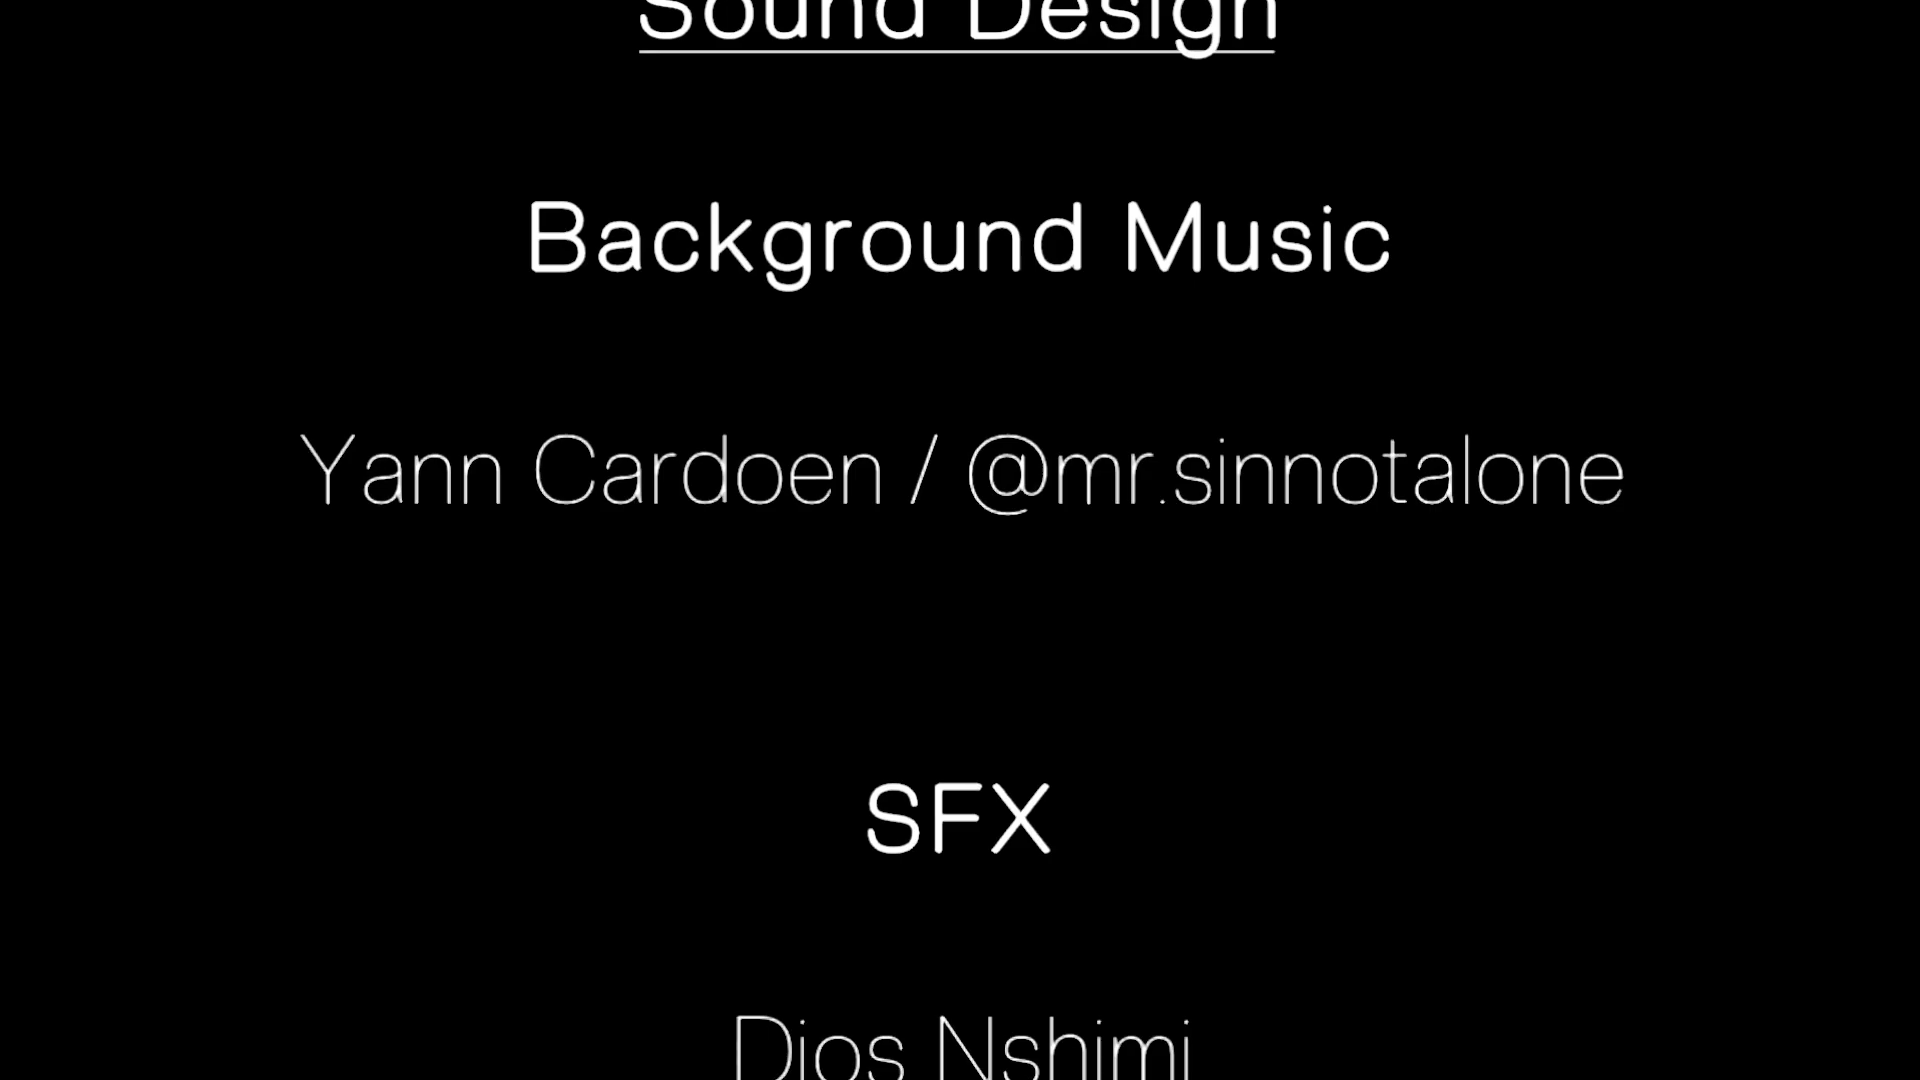 Sound Design
Background Music
Yann Cardoen / @mr.sinnotalone
SFX
Dios Nshimi